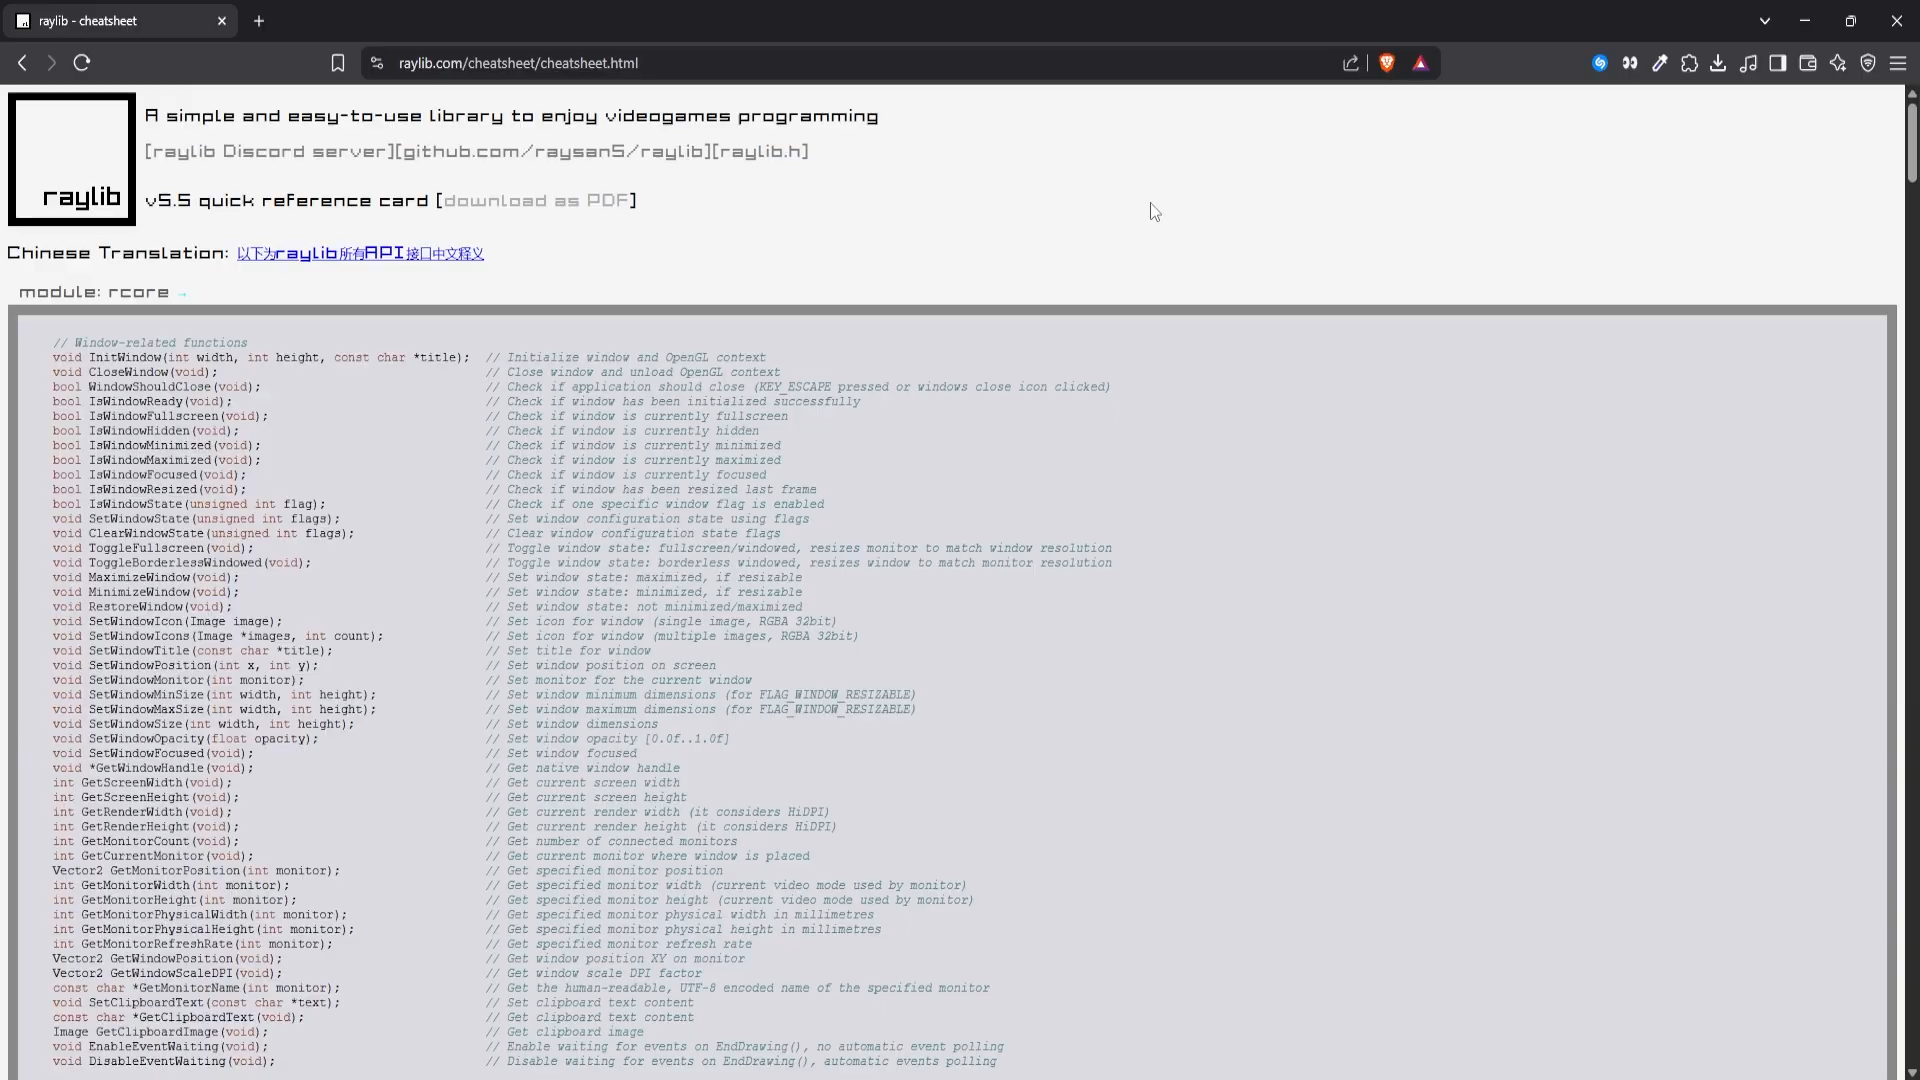 raylib - cheatsheet
raylib.com/cheatsheet/cheatsheet.html
raylib
A simple and easy-to-use library to enjoy videogames programming
[raylib Discord server][github.com/raysan5/raylib][raylib.h]
v5.5 quick reference card [download as PDF]
Chinese Translation: 以下为raylib所有API接口中文释义
module: rcore →
// Window-related functions
void InitWindow(int width, int height, const char *title);  // Initialize window and OpenGL context
void CloseWindow(void);  // Close window and unload OpenGL context
bool WindowShouldClose(void);  // Check if application should close (KEY_ESCAPE pressed or windows close icon clicked)
bool IsWindowReady(void);  // Check if window has been initialized successfully
bool IsWindowFullscreen(void);  // Check if window is currently fullscreen
bool IsWindowHidden(void);  // Check if window is currently hidden
bool IsWindowMinimized(void);  // Check if window is currently minimized
bool IsWindowMaximized(void);  // Check if window is currently maximized
bool IsWindowFocused(void);  // Check if window is currently focused
bool IsWindowResized(void);  // Check if window has been resized last frame
bool IsWindowState(unsigned int flag);  // Check if one specific window flag is enabled
void SetWindowState(unsigned int flags);  // Set window configuration state using flags
void ClearWindowState(unsigned int flags);  // Clear window configuration state flags
void ToggleFullscreen(void);  // Toggle window state: fullscreen/windowed, resizes monitor to match window resolution
void ToggleBorderlessWindowed(void);  // Toggle window state: borderless windowed, resizes window to match monitor resolution
void MaximizeWindow(void);  // Set window state: maximized, if resizable
void MinimizeWindow(void);  // Set window state: minimized, if resizable
void RestoreWindow(void);  // Set window state: not minimized/maximized
void SetWindowIcon(Image image);  // Set icon for window (single image, RGBA 32bit)
void SetWindowIcons(Image *images, int count);  // Set icon for window (multiple images, RGBA 32bit)
void SetWindowTitle(const char *title);  // Set title for window
void SetWindowPosition(int x, int y);  // Set window position on screen
void SetWindowMonitor(int monitor);  // Set monitor for the current window
void SetWindowMinSize(int width, int height);  // Set window minimum dimensions (for FLAG_WINDOW_RESIZABLE)
void SetWindowMaxSize(int width, int height);  // Set window maximum dimensions (for FLAG_WINDOW_RESIZABLE)
void SetWindowSize(int width, int height);  // Set window dimensions
void SetWindowOpacity(float opacity);  // Set window opacity [0.0f..1.0f]
void SetWindowFocused(void);  // Set window focused
void *GetWindowHandle(void);  // Get native window handle
int GetScreenWidth(void);  // Get current screen width
int GetScreenHeight(void);  // Get current screen height
int GetRenderWidth(void);  // Get current render width (it considers HiDPI)
int GetRenderHeight(void);  // Get current render height (it considers HiDPI)
int GetMonitorCount(void);  // Get number of connected monitors
int GetCurrentMonitor(void);  // Get current monitor where window is placed
Vector2 GetMonitorPosition(int monitor);  // Get specified monitor position
int GetMonitorWidth(int monitor);  // Get specified monitor width (current video mode used by monitor)
int GetMonitorHeight(int monitor);  // Get specified monitor height (current video mode used by monitor)
int GetMonitorPhysicalWidth(int monitor);  // Get specified monitor physical width in millimetres
int GetMonitorPhysicalHeight(int monitor);  // Get specified monitor physical height in millimetres
int GetMonitorRefreshRate(int monitor);  // Get specified monitor refresh rate
Vector2 GetWindowPosition(void);  // Get window position XY on monitor
Vector2 GetWindowScaleDPI(void);  // Get window scale DPI factor
const char *GetMonitorName(int monitor);  // Get the human-readable, UTF-8 encoded name of the specified monitor
void SetClipboardText(const char *text);  // Set clipboard text content
const char *GetClipboardText(void);  // Get clipboard text content
Image GetClipboardImage(void);  // Get clipboard image
void EnableEventWaiting(void);  // Enable waiting for events on EndDrawing(), no automatic event polling
void DisableEventWaiting(void);  // Disable waiting for events on EndDrawing(), automatic events polling